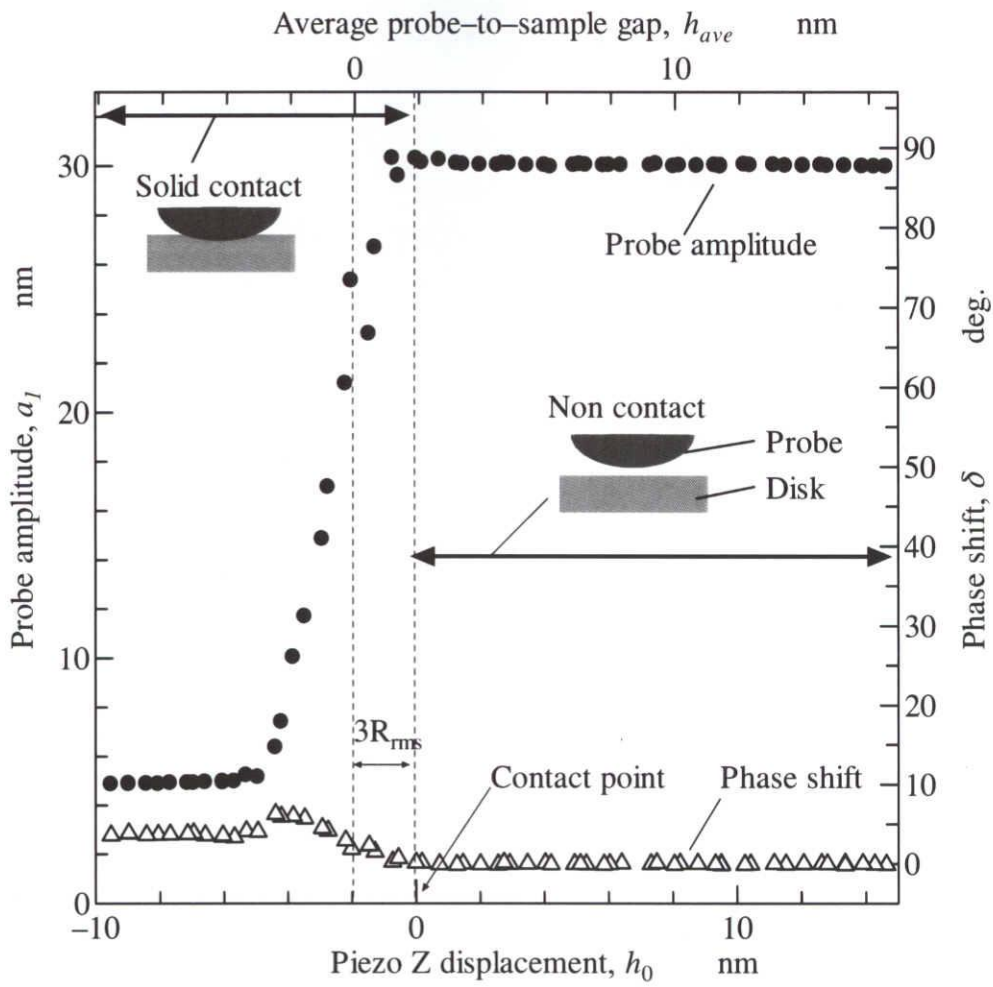 Average probe–to–sample gap, h_ave nm
0 10
30
20
10
0
Probe amplitude, a_1 nm
90
80
70
60
50
40
30
20
10
0
Phase shift, δ deg.
Solid contact
Probe amplitude
Non contact
Probe
Disk
3R_rms
Contact point
Phase shift
−10 0 10
Piezo Z displacement, h_0 nm